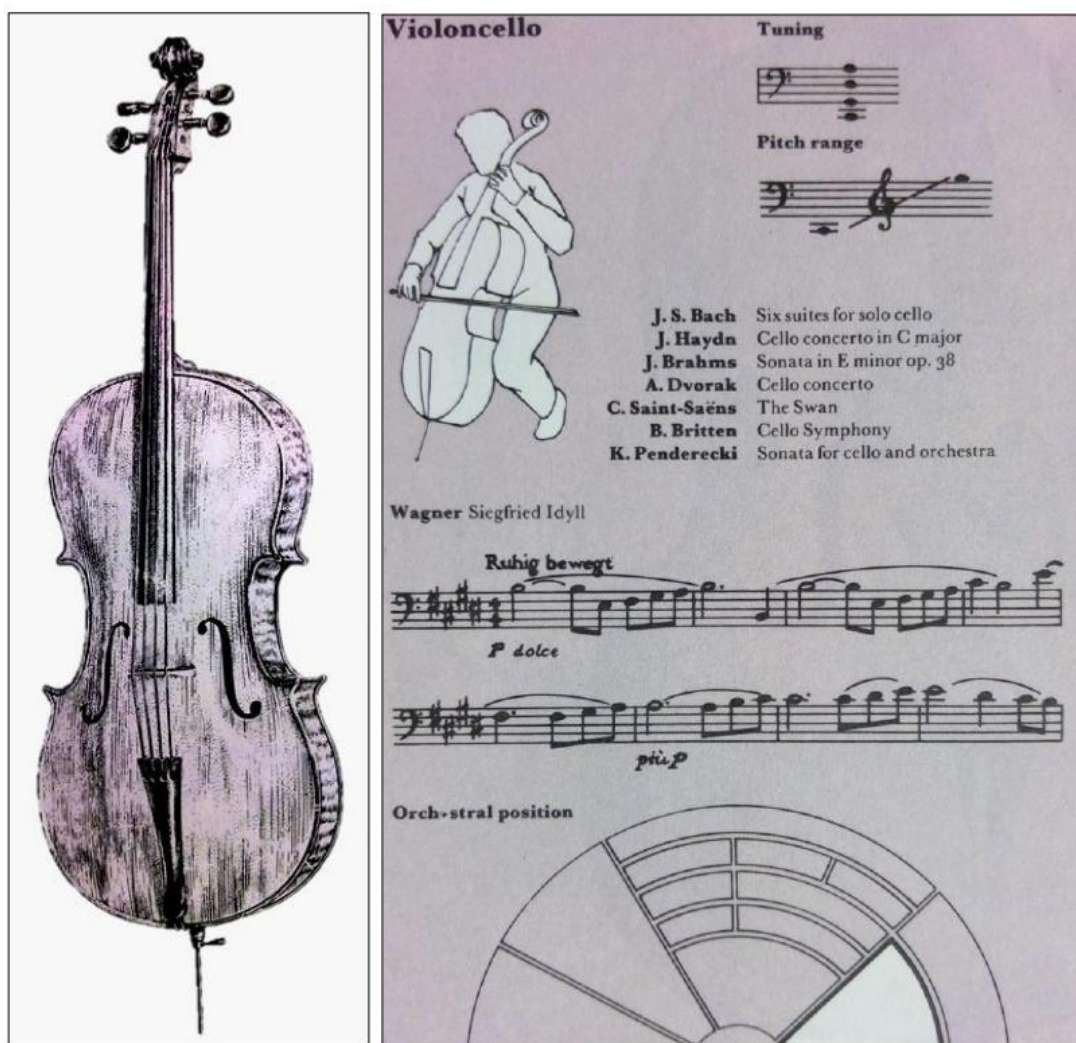 Violoncello
Tuning
Pitch range
J. S. Bach Six suites for solo cello
J. Haydn Cello concerto in C major
J. Brahms Sonata in E minor op. 38
A. Dvorak Cello concerto
C. Saint-Saëns The Swan
B. Britten Cello Symphony
K. Penderecki Sonata for cello and orchestra
Wagner Siegfried Idyll
Ruhig bewegt
P dolce
più P
Orchestral position